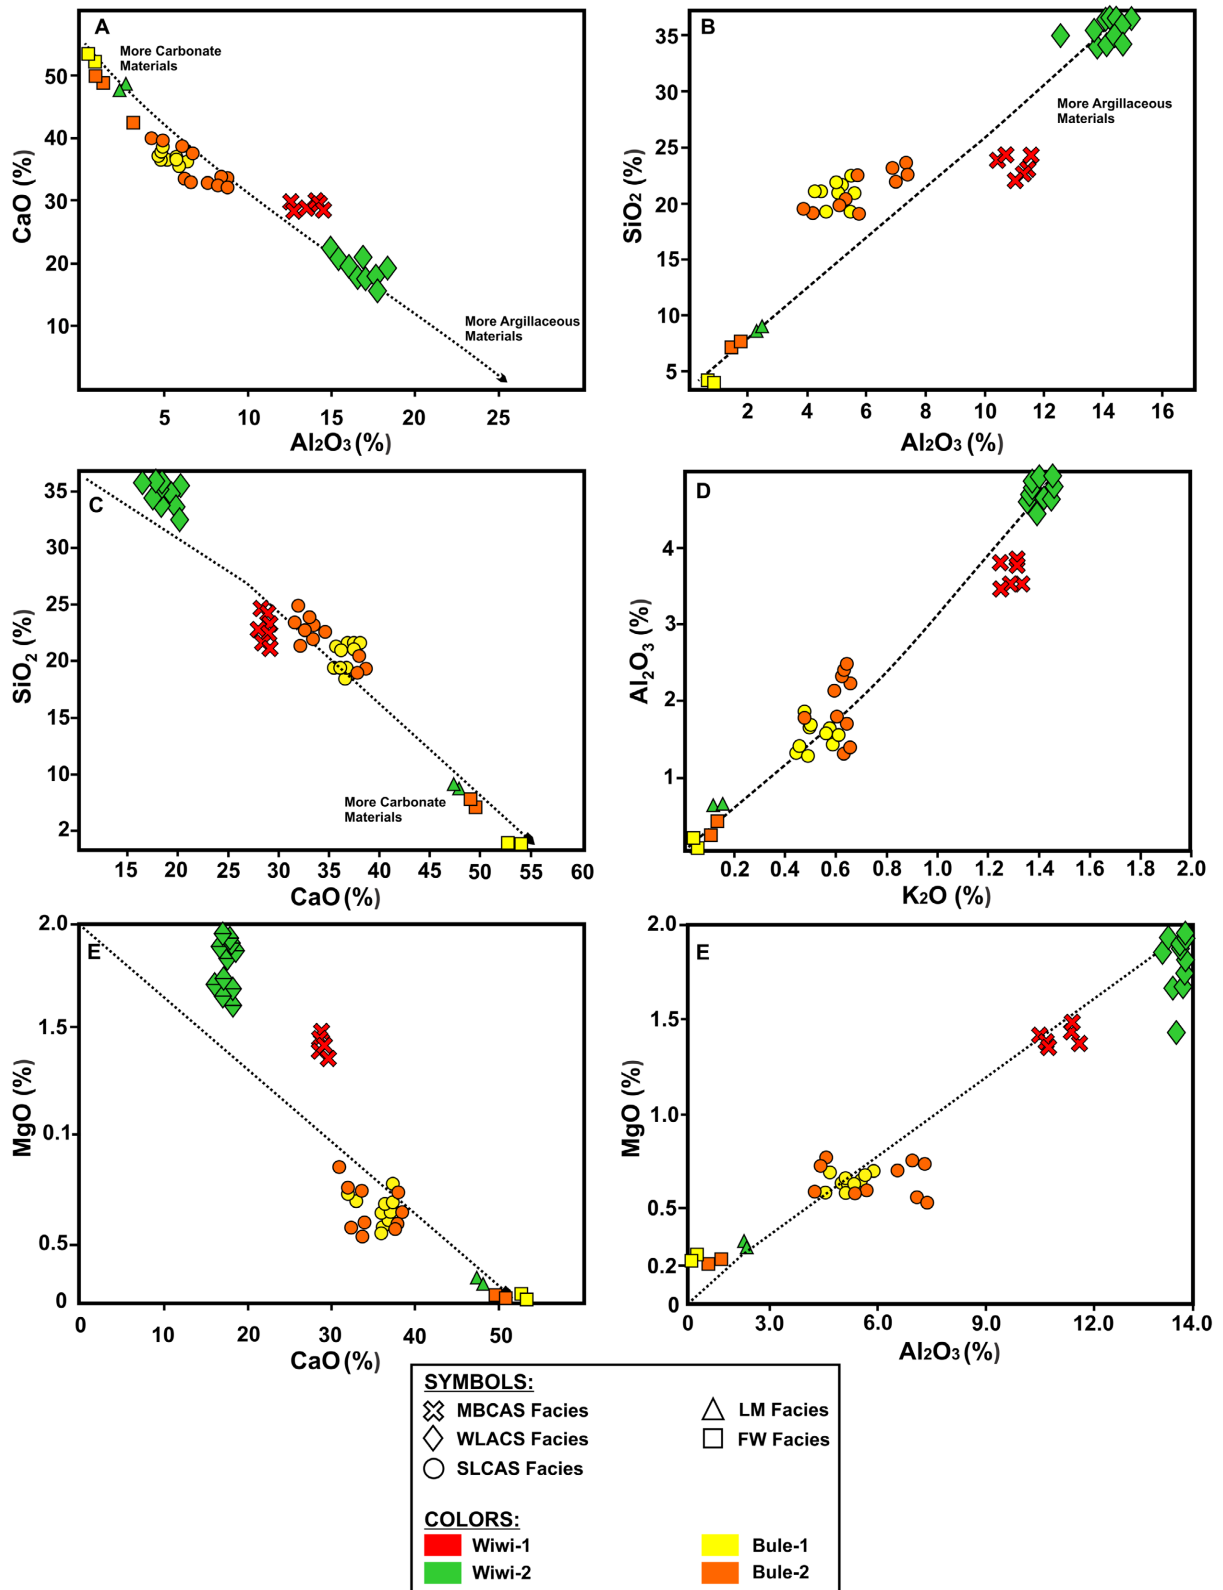 A
More Carbonate
Materials
50
40
30
20
10
CaO (%)
More Argillaceous
Materials
5
10
15
20
25
Al₂O₃ (%)
B
35
30
25
20
15
10
5
SiO₂ (%)
More Argillaceous
Materials
2
4
6
8
10
12
14
16
Al₂O₃ (%)
C
35
30
25
20
15
10
2
SiO₂ (%)
More Carbonate
Materials
15
20
25
30
35
40
45
50
55
60
CaO (%)
D
4
3
2
1
Al₂O₃ (%)
0.2
0.4
0.6
0.8
1.0
1.2
1.4
1.6
1.8
2.0
K₂O (%)
E
2.0
1.5
0.1
0.5
0
MgO (%)
0
10
20
30
40
50
CaO (%)
E
2.0
1.5
1.0
0.5
0.2
0
MgO (%)
0
3.0
6.0
9.0
12.0
14.0
Al₂O₃ (%)
SYMBOLS:
MBCAS Facies
WLACS Facies
SLCAS Facies
LM Facies
FW Facies
COLORS:
Wiwi-1
Wiwi-2
Bule-1
Bule-2